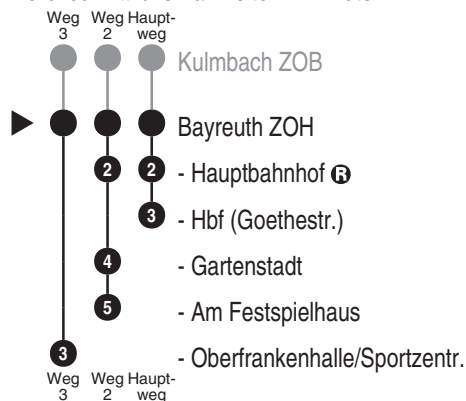 Weg Weg Haupt-
3 2 weg
Kulmbach ZOB
Bayreuth ZOH
2 2 - Hauptbahnhof R
3 - Hbf (Goethestr.)
4 - Gartenstadt
5 - Am Festspielhaus
3 - Oberfrankenhalle/Sportzentr.
Weg Weg Haupt-
3 2 weg